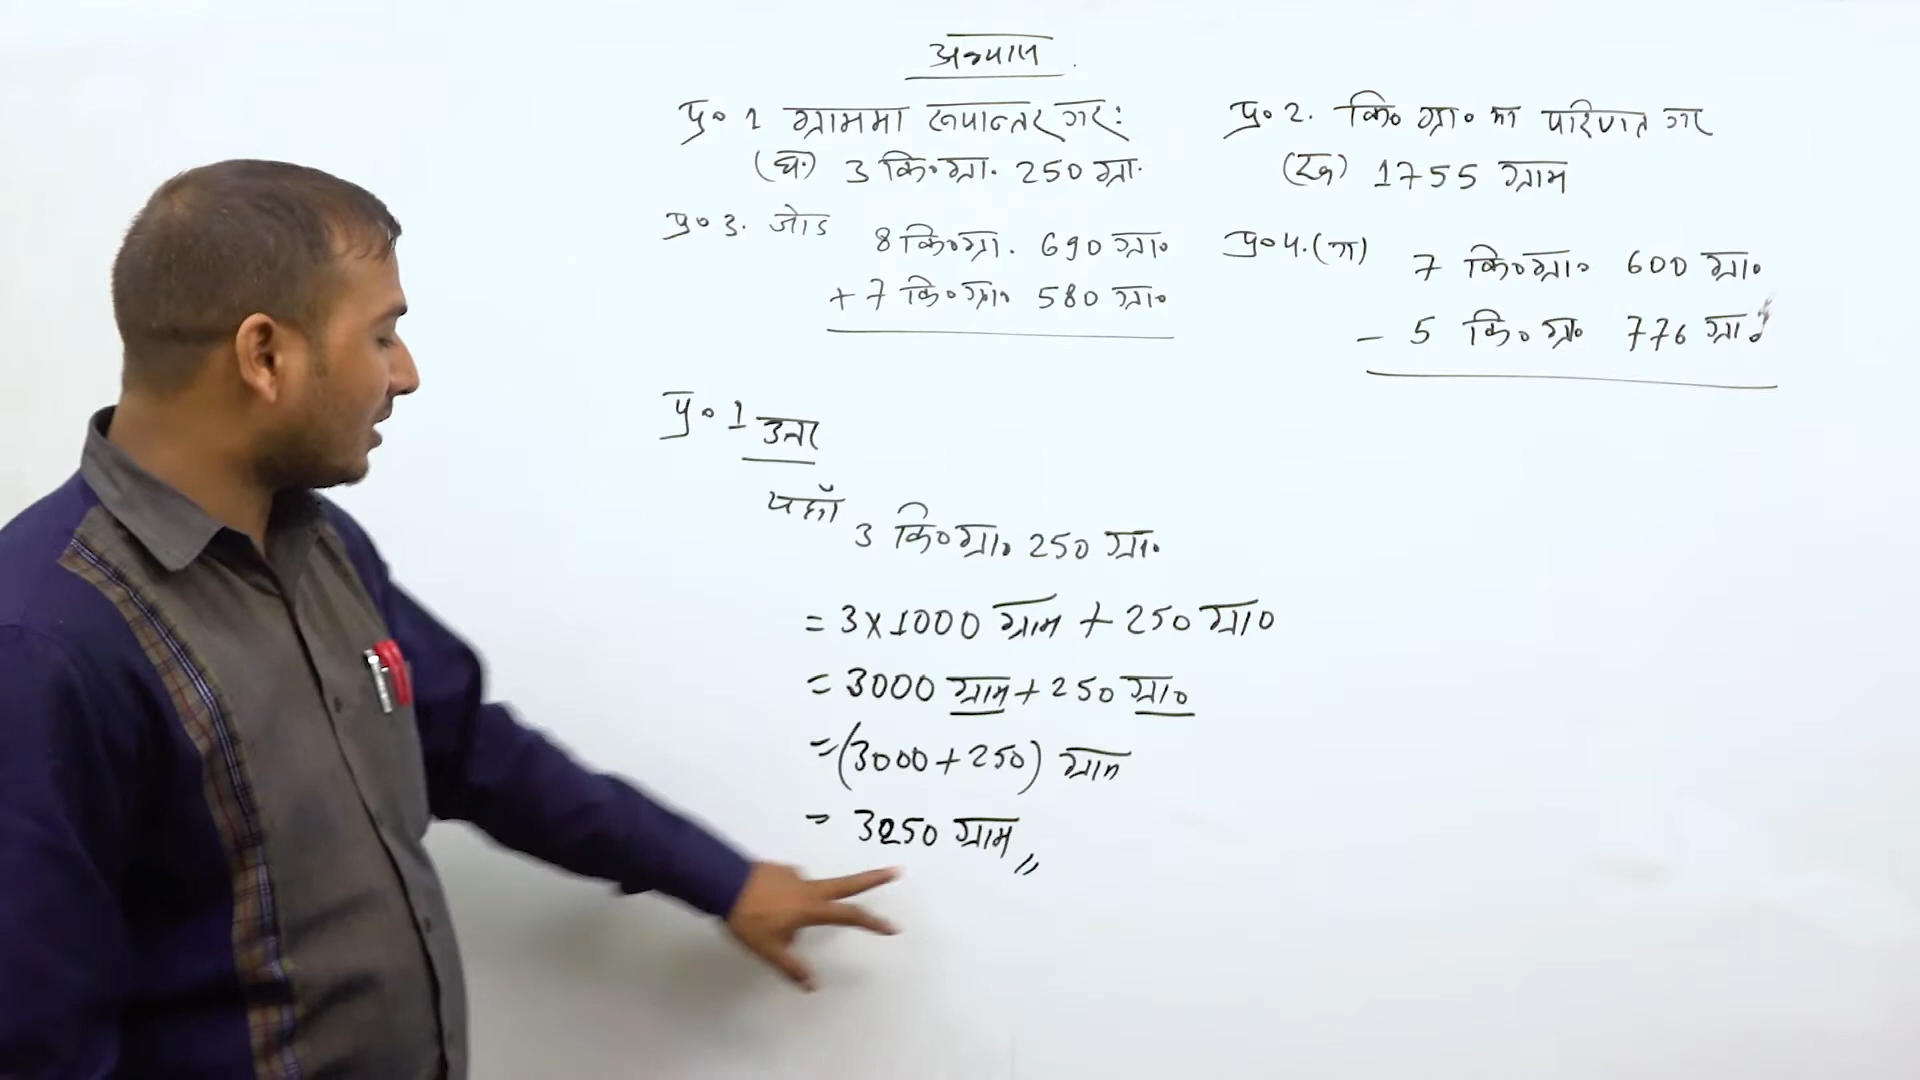 अभ्यास
प्र० 1 ग्राममा रूपान्तर गर:
(घ.) 3 कि०ग्रा. 250 ग्रा.
प्र० 2. कि० ग्रा० मा परिणत गर
(ख) 1755 ग्राम
प्र० 3. जोड
8 कि०ग्रा. 690 ग्रा०
+ 7 कि०ग्रा० 580 ग्रा०
प्र० 4. (ग)
7 कि०ग्रा० 600 ग्रा०
- 5 कि० ग्रा० 776 ग्रा०
प्र० 1 उत्तर
यहाँ
3 कि०ग्रा० 250 ग्रा०
= 3×1000 ग्राम + 250 ग्रा०
= 3000 ग्राम + 250 ग्रा०
= (3000 + 250) ग्राम
= 3250 ग्राम